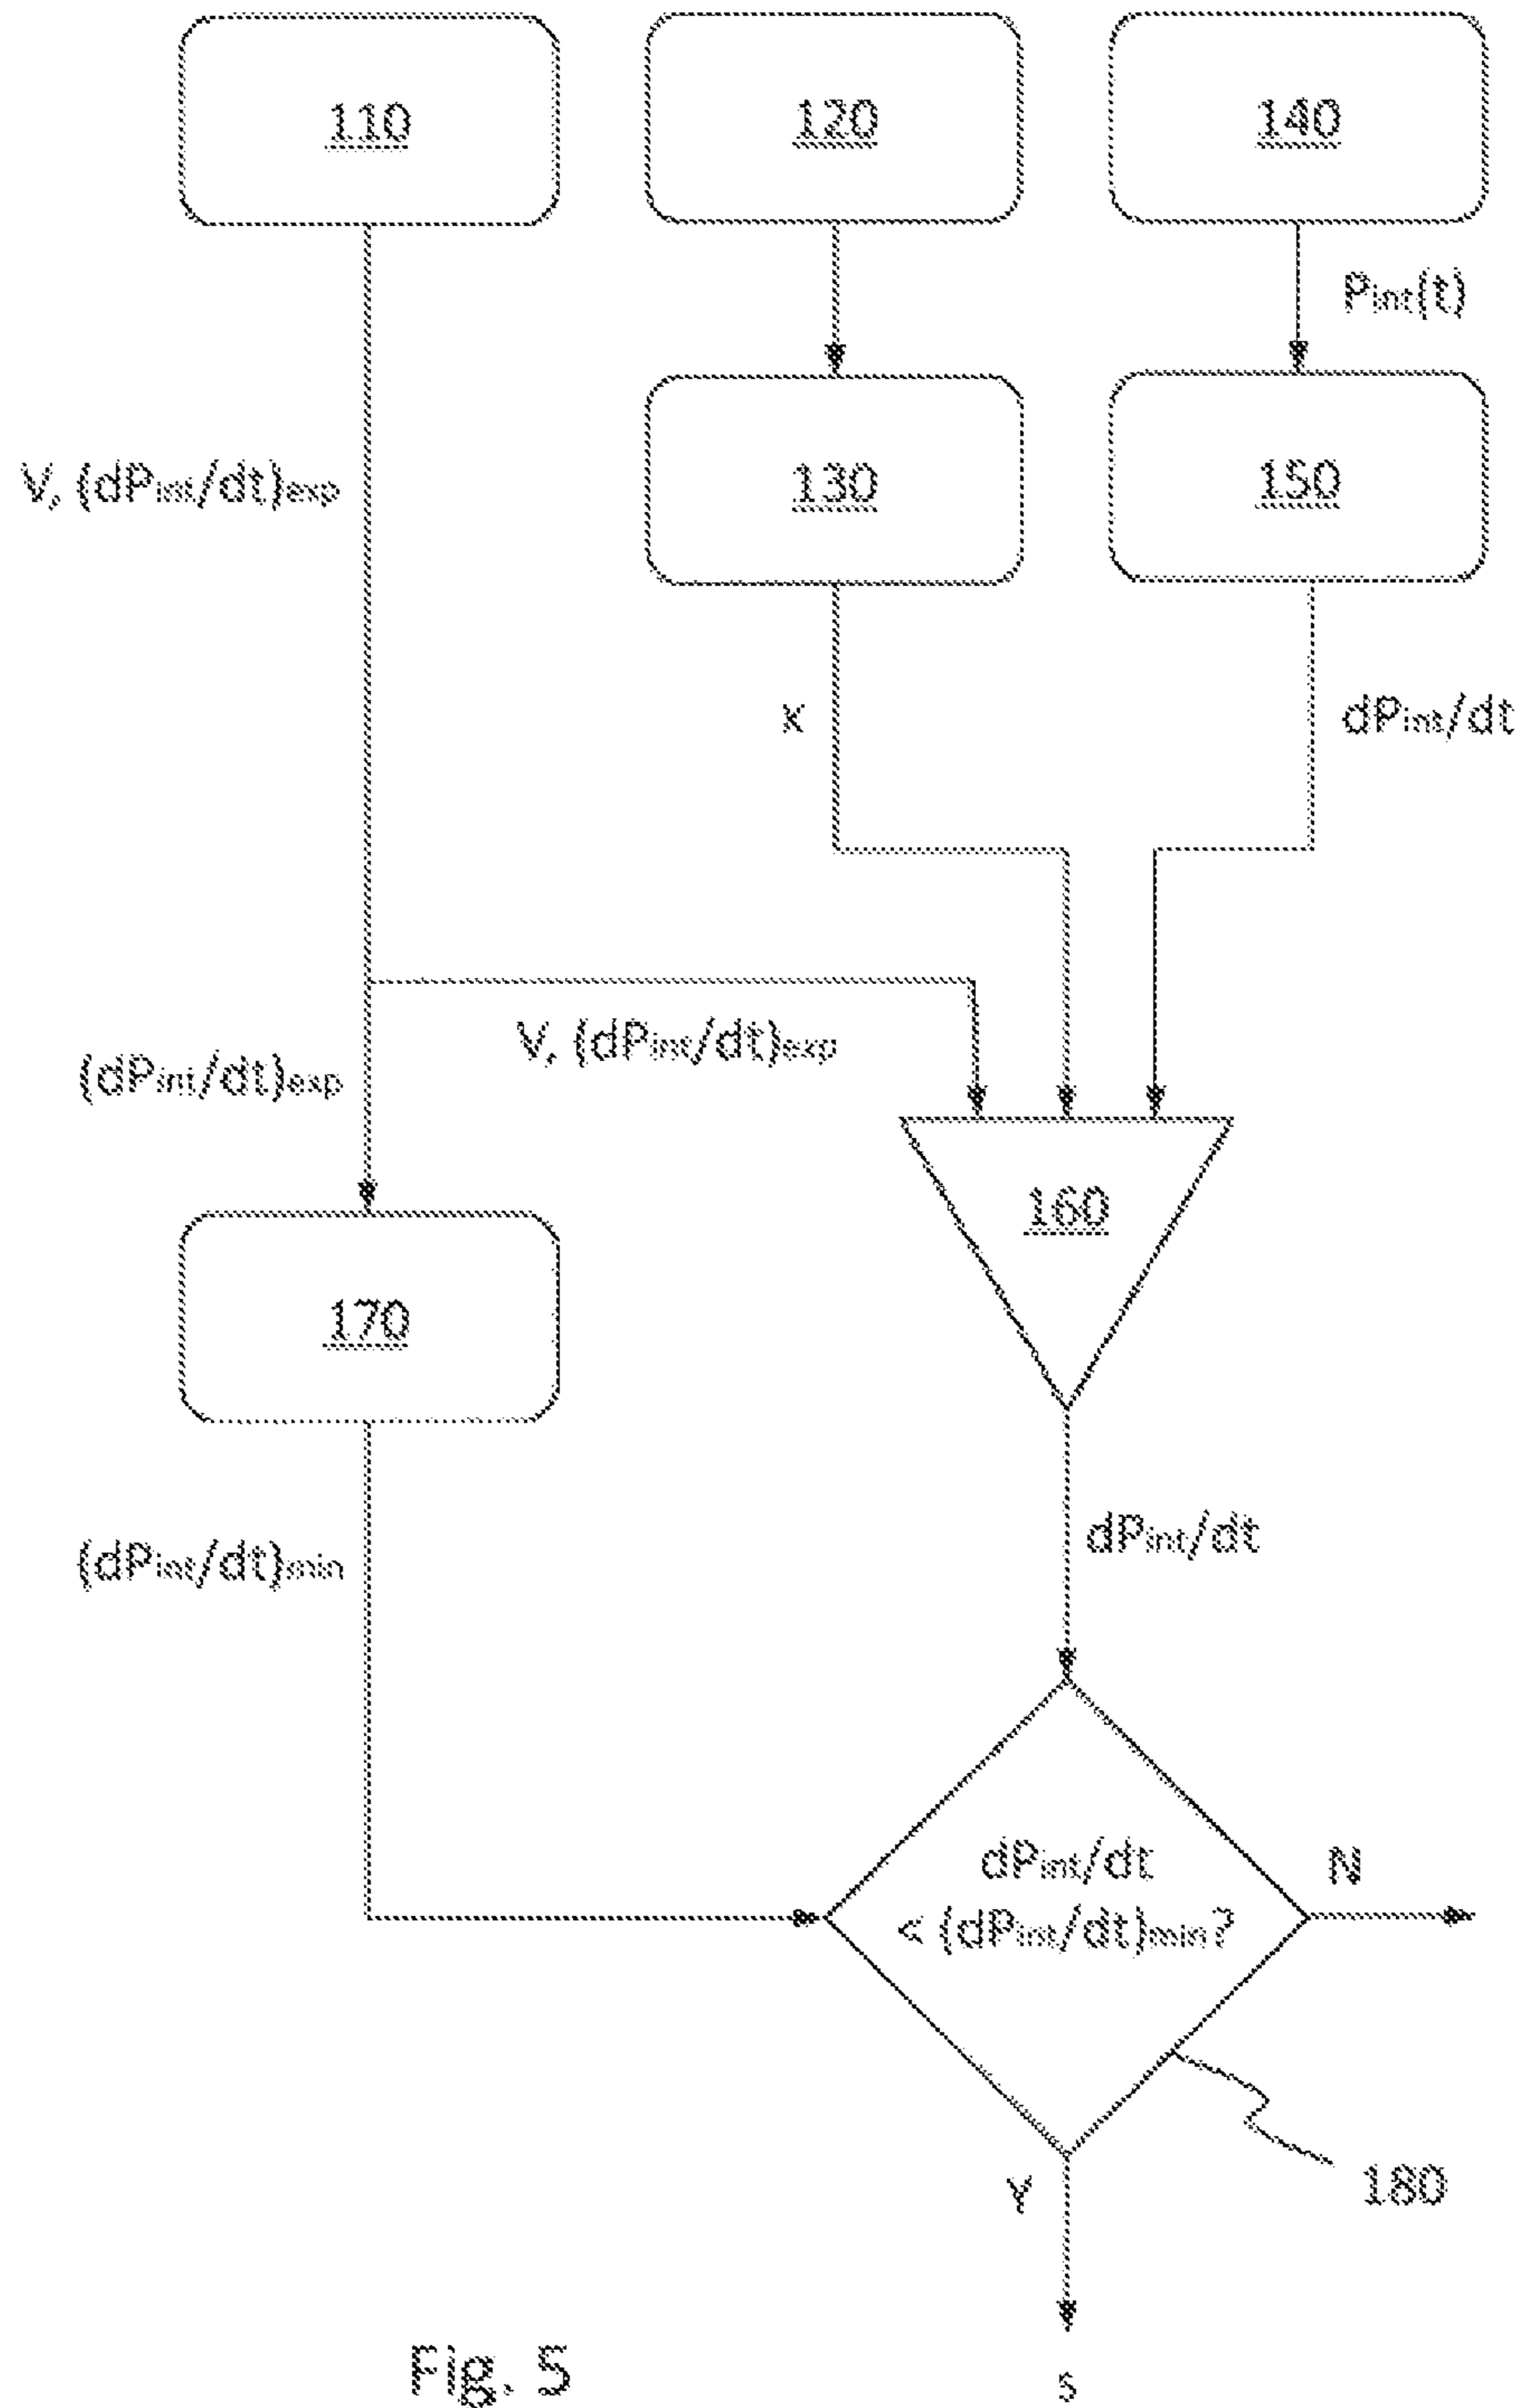 110
120
140
Pint(t)
130
150
V, (dPint/dt)exp
K
dPint/dt
V, (dPint/dt)exp
(dPint/dt)exp
160
170
dPint/dt
(dPint/dt)min
dPint/dt
< (dPint/dt)min?
N
Y
180
s
Fig. 5